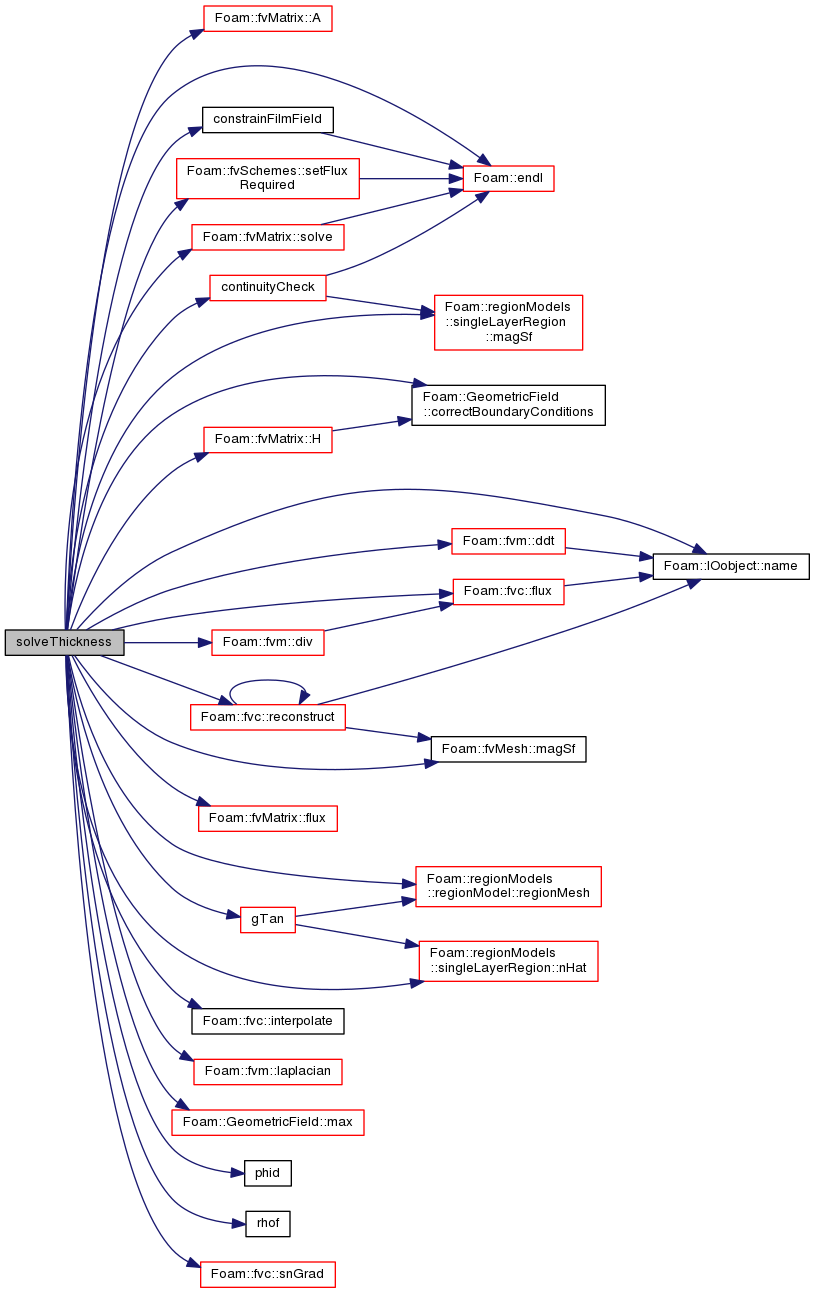 Foam::fvMatrix::A
constrainFilmField
Foam::fvSchemes::setFlux
Required
Foam::endl
Foam::fvMatrix::solve
continuityCheck
Foam::regionModels
::singleLayerRegion
::magSf
Foam::GeometricField
::correctBoundaryConditions
Foam::fvMatrix::H
Foam::fvm::ddt
Foam::IOobject::name
Foam::fvc::flux
solveThickness
Foam::fvm::div
Foam::fvc::reconstruct
Foam::fvMesh::magSf
Foam::fvMatrix::flux
Foam::regionModels
::regionModel::regionMesh
gTan
Foam::regionModels
::singleLayerRegion::nHat
Foam::fvc::interpolate
Foam::fvm::laplacian
Foam::GeometricField::max
phid
rhof
Foam::fvc::snGrad